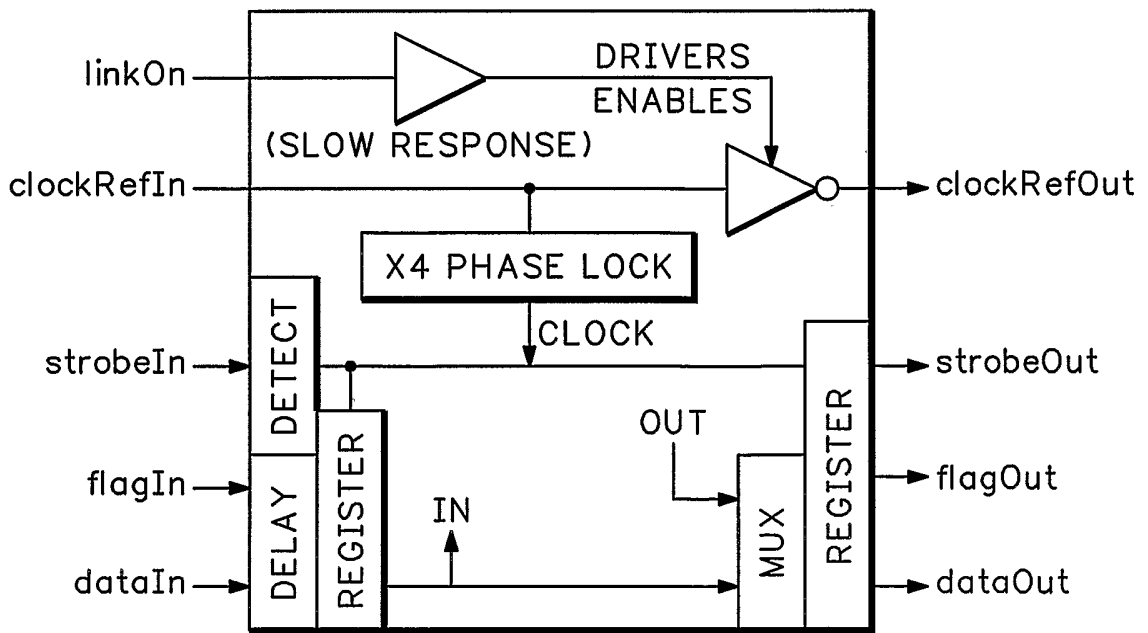 linkOn
DRIVERS
ENABLES
(SLOW RESPONSE)
clockRefIn
clockRefOut
X4 PHASE LOCK
CLOCK
DETECT
strobeIn
strobeOut
OUT
REGISTER
REGISTER
flagIn
flagOut
DELAY
IN
MUX
dataIn
dataOut